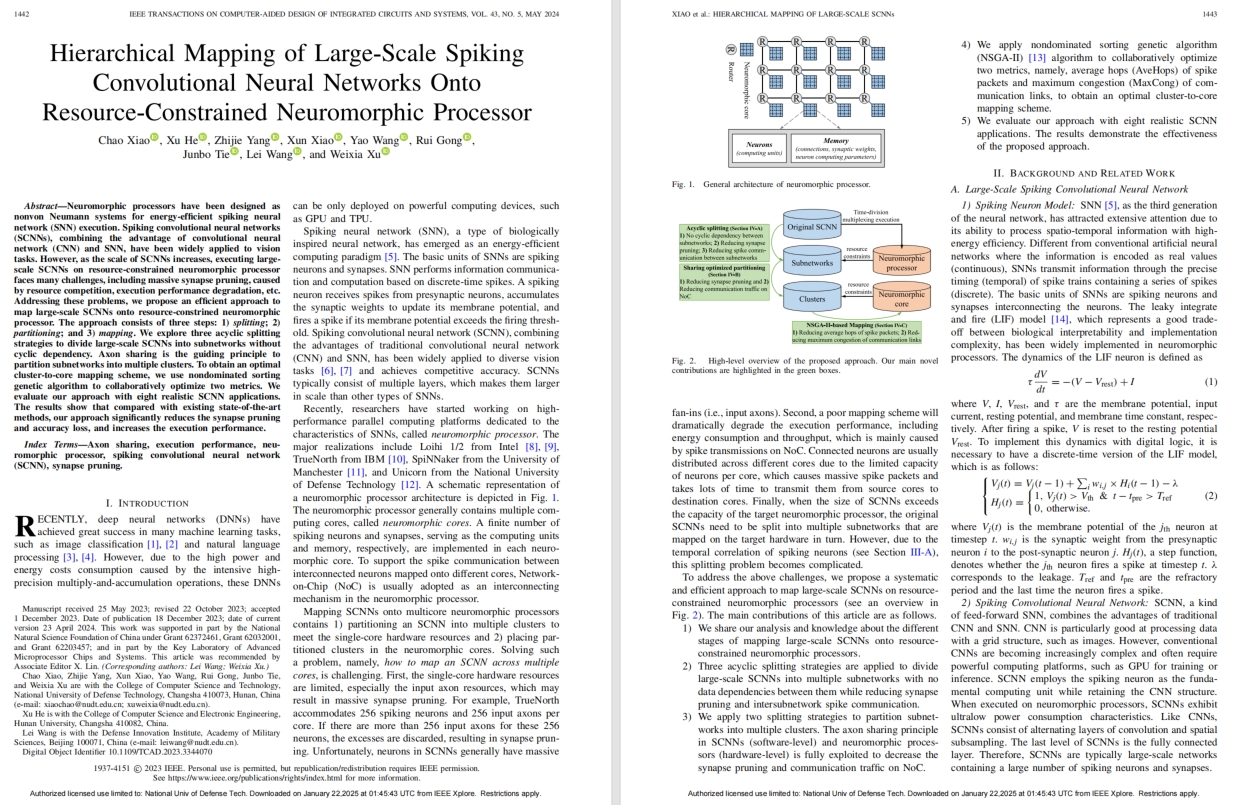 1442
IEEE TRANSACTIONS ON COMPUTER-AIDED DESIGN OF INTEGRATED CIRCUITS AND SYSTEMS, VOL. 43, NO. 5, MAY 2024
Hierarchical Mapping of Large-Scale Spiking
Convolutional Neural Networks Onto
Resource-Constrained Neuromorphic Processor
Chao Xiao, Xu He, Zhijie Yang, Xun Xiao, Yao Wang, Rui Gong,
Junbo Tie, Lei Wang, and Weixia Xu
Abstract—Neuromorphic processors have been designed as
nonvon Neumann systems for energy-efficient spiking neural
network (SNN) execution. Spiking convolutional neural networks
(SCNNs), combining the advantage of convolutional neural
network (CNN) and SNN, have been widely applied to vision
tasks. However, as the scale of SCNNs increases, executing large-
scale SCNNs on resource-constrained neuromorphic processor
faces many challenges, including massive synapse pruning, caused
by resource competition, execution performance degradation, etc.
Addressing these problems, we propose an efficient approach to
map large-scale SCNNs onto resource-constrained neuromorphic
processor. The approach consists of three steps: 1) splitting; 2)
partitioning; and 3) mapping. We explore three acyclic splitting
strategies to divide large-scale SCNNs into subnetworks without
cyclic dependency. Axon sharing is the guiding principle to
partition subnetworks into multiple clusters. To obtain an optimal
cluster-to-core mapping scheme, we use nondominated sorting
genetic algorithm to collaboratively optimize two metrics. We
evaluate our approach with eight realistic SCNN applications.
The results show that compared with existing state-of-the-art
methods, our approach significantly reduces the synapse pruning
and accuracy loss, and increases the execution performance.
Index Terms—Axon sharing, execution performance, neu-
romorphic processor, spiking convolutional neural network
(SCNN), synapse pruning.
I. INTRODUCTION
RECENTLY, deep neural networks (DNNs) have
achieved great success in many machine learning tasks,
such as image classification [1], [2] and natural language
processing [3], [4]. However, due to the high power and
energy costs consumption caused by the intensive high-
precision multiply-and-accumulation operations, these DNNs
Manuscript received 25 May 2023; revised 22 October 2023; accepted
1 December 2023. Date of publication 18 December 2023; date of current
version 23 April 2024. This work was supported in part by the National
Natural Science Foundation of China under Grant 62372461, Grant 62032001,
and Grant 62203457; and in part by the Key Laboratory of Advanced
Microprocessor Chips and Systems. This article was recommended by
Associate Editor X. Lin. (Corresponding authors: Lei Wang; Weixia Xu.)
Chao Xiao, Zhijie Yang, Xun Xiao, Yao Wang, Rui Gong, Junbo Tie,
and Weixia Xu are with the College of Computer Science and Technology,
National University of Defense Technology, Changsha 410073, Hunan, China
(e-mail: xiaochao@nudt.edu.cn; xuweixia@nudt.edu.cn).
Xu He is with the College of Computer Science and Electronic Engineering,
Hunan University, Changsha 410082, China.
Lei Wang is with the Defense Innovation Institute, Academy of Military
Sciences, Beijing 100071, China (e-mail: leiwang@nudt.edu.cn).
Digital Object Identifier 10.1109/TCAD.2023.3344070
can be only deployed on powerful computing devices, such
as GPU and TPU.
Spiking neural network (SNN), a type of biologically
inspired neural network, has emerged as an energy-efficient
computing paradigm [5]. The basic units of SNNs are spiking
neurons and synapses. SNN performs information communica-
tion and computation based on discrete-time spikes. A spiking
neuron receives spikes from presynaptic neurons, accumulates
the synaptic weights to update its membrane potential, and
fires a spike if its membrane potential exceeds the firing thresh-
old. Spiking convolutional neural network (SCNN), combining
the advantages of traditional convolutional neural network
(CNN) and SNN, has been widely applied to diverse vision
tasks [6], [7] and achieves competitive accuracy. SCNNs
typically consist of multiple layers, which makes them larger
in scale than other types of SNNs.
Recently, researchers have started working on high-
performance parallel computing platforms dedicated to the
characteristics of SNNs, called neuromorphic processor. The
major realizations include Loihi 1/2 from Intel [8], [9],
TrueNorth from IBM [10], SpiNNaker from the University of
Manchester [11], and Unicorn from the National University
of Defense Technology [12]. A schematic representation of
a neuromorphic processor architecture is depicted in Fig. 1.
The neuromorphic processor generally contains multiple com-
puting cores, called neuromorphic cores. A finite number of
spiking neurons and synapses, serving as the computing units
and memory, respectively, are implemented in each neuro-
morphic core. To support the spike communication between
interconnected neurons mapped onto different cores, Network-
on-Chip (NoC) is usually adopted as an interconnecting
mechanism in the neuromorphic processor.
Mapping SCNNs onto multicore neuromorphic processors
contains 1) partitioning an SCNN into multiple clusters to
meet the single-core hardware resources and 2) placing par-
titioned clusters in the neuromorphic cores. Solving such
a problem, namely, how to map an SCNN across multiple
cores, is challenging. First, the single-core hardware resources
are limited, especially the input axon resources, which may
result in massive synapse pruning. For example, TrueNorth
accommodates 256 spiking neurons and 256 input axons per
core. If there are more than 256 input axons for these 256
neurons, the excesses are discarded, resulting in synapse prun-
ing. Unfortunately, neurons in SCNNs generally have massive
1937-4151 © 2023 IEEE. Personal use is permitted, but republication/redistribution requires IEEE permission.
See https://www.ieee.org/publications/rights/index.html for more information.
Authorized licensed use limited to: National Univ of Defense Tech. Downloaded on January 22,2025 at 01:45:43 UTC from IEEE Xplore. Restrictions apply.
XIAO et al.: HIERARCHICAL MAPPING OF LARGE-SCALE SCNNs
1443
R
R R R R
R R R R
R R R R
Router
Neuromorphic core
Neurons
(computing units)
Memory
(connections, synaptic weights,
neuron computing parameters)
Fig. 1. General architecture of neuromorphic processor.
Acyclic splitting (Section IVA)
1) No cyclic dependency between
subnetworks; 2) Reducing synapse
pruning; 3) Reducing spike comm-
unication between subnetworks
Sharing optimized partitioning
(Section IVB)
1) Reducing synapse pruning and 2)
Reducing communication traffic on
NoC
Original SCNN
Subnetworks
Clusters
Time-division
multiplexing execution
resource
constraints
Neuromorphic
processor
resource
constraints
Neuromorphic
core
NSGA-II-based Mapping (Section IVC)
1) Reducing average hops of spike packets and 2) Red-
ucing maximum congestion of communication links
Fig. 2. High-level overview of the proposed approach. Our main novel
contributions are highlighted in the green boxes.
fan-ins (i.e., input axons). Second, a poor mapping scheme will
dramatically degrade the execution performance, including
energy consumption and throughput, which is mainly caused
by spike transmissions on NoC. Connected neurons are usually
distributed across different cores due to the limited capacity
of neurons per core, which causes massive spike packets and
takes lots of time to transmit them from source cores to
destination cores. Finally, when the size of SCNNs exceeds
the capacity of the target neuromorphic processor, the original
SCNNs need to be split into multiple subnetworks that are
mapped on the target hardware in turn. However, due to the
temporal correlation of spiking neurons (see Section III-A),
this splitting problem becomes complicated.
To address the above challenges, we propose a systematic
and efficient approach to map large-scale SCNNs on resource-
constrained neuromorphic processors (see an overview in
Fig. 2). The main contributions of this article are as follows.
1) We share our analysis and knowledge about the different
stages of mapping large-scale SCNNs onto resource-
constrained neuromorphic processors.
2) Three acyclic splitting strategies are applied to divide
large-scale SCNNs into multiple subnetworks with no
data dependencies between them while reducing synapse
pruning and intersubnetwork spike communication.
3) We apply two splitting strategies to partition subnet-
works into multiple clusters. The axon sharing principle
in SCNNs (software-level) and neuromorphic proces-
sors (hardware-level) is fully exploited to decrease the
synapse pruning and communication traffic on NoC.
4) We apply nondominated sorting genetic algorithm
(NSGA-II) [13] algorithm to collaboratively optimize
two metrics, namely, average hops (AveHops) of spike
packets and maximum congestion (MaxCong) of com-
munication links, to obtain an optimal cluster-to-core
mapping scheme.
5) We evaluate our approach with eight realistic SCNN
applications. The results demonstrate the effectiveness
of the proposed approach.
II. BACKGROUND AND RELATED WORK
A. Large-Scale Spiking Convolutional Neural Network
1) Spiking Neuron Model: SNN [5], as the third generation
of the neural network, has attracted extensive attention due to
its ability to process spatio-temporal information with high-
energy efficiency. Different from conventional artificial neural
networks where the information is encoded as real values
(continuous), SNNs transmit information through the precise
timing (temporal) of spike trains containing a series of spikes
(discrete). The basic units of SNNs are spiking neurons and
synapses interconnecting the neurons. The leaky integrate
and fire (LIF) model [14], which represents a good trade-
off between biological interpretability and implementation
complexity, has been widely implemented in neuromorphic
processors. The dynamics of the LIF neuron is defined as
τ dV/dt = −(V − Vrest) + I (1)
where V, I, Vrest, and τ are the membrane potential, input
current, resting potential, and membrane time constant, respec-
tively. After firing a spike, V is reset to the resting potential
Vrest. To implement this dynamics with digital logic, it is
necessary to have a discrete-time version of the LIF model,
which is as follows:
{ Vj(t) = Vj(t − 1) + ∑i wi,j × Hi(t − 1) − λ
Hj(t) = { 1, Vj(t) > Vth & t − tpre > Tref
0, otherwise. (2)
where Vj(t) is the membrane potential of the jth neuron at
timestep t. wi,j is the synaptic weight from the presynaptic
neuron i to the post-synaptic neuron j. Hj(t), a step function,
denotes whether the jth neuron fires a spike at timestep t. λ
corresponds to the leakage. Tref and tpre are the refractory
period and the last time the neuron fires a spike.
2) Spiking Convolutional Neural Network: SCNN, a kind
of feed-forward SNN, combines the advantages of traditional
CNN and SNN. CNN is particularly good at processing data
with a grid structure, such as images. However, conventional
CNNs are becoming increasingly complex and often require
powerful computing platforms, such as GPU for training or
inference. SCNN employs the spiking neuron as the funda-
mental computing unit while retaining the CNN structure.
When executed on neuromorphic processors, SCNNs exhibit
ultralow power consumption characteristics. Like CNNs,
SCNNs consist of alternating layers of convolution and spatial
subsampling. The last level of SCNNs is the fully connected
layer. Therefore, SCNNs are typically large-scale networks
containing a large number of spiking neurons and synapses.
Authorized licensed use limited to: National Univ of Defense Tech. Downloaded on January 22,2025 at 01:45:43 UTC from IEEE Xplore. Restrictions apply.